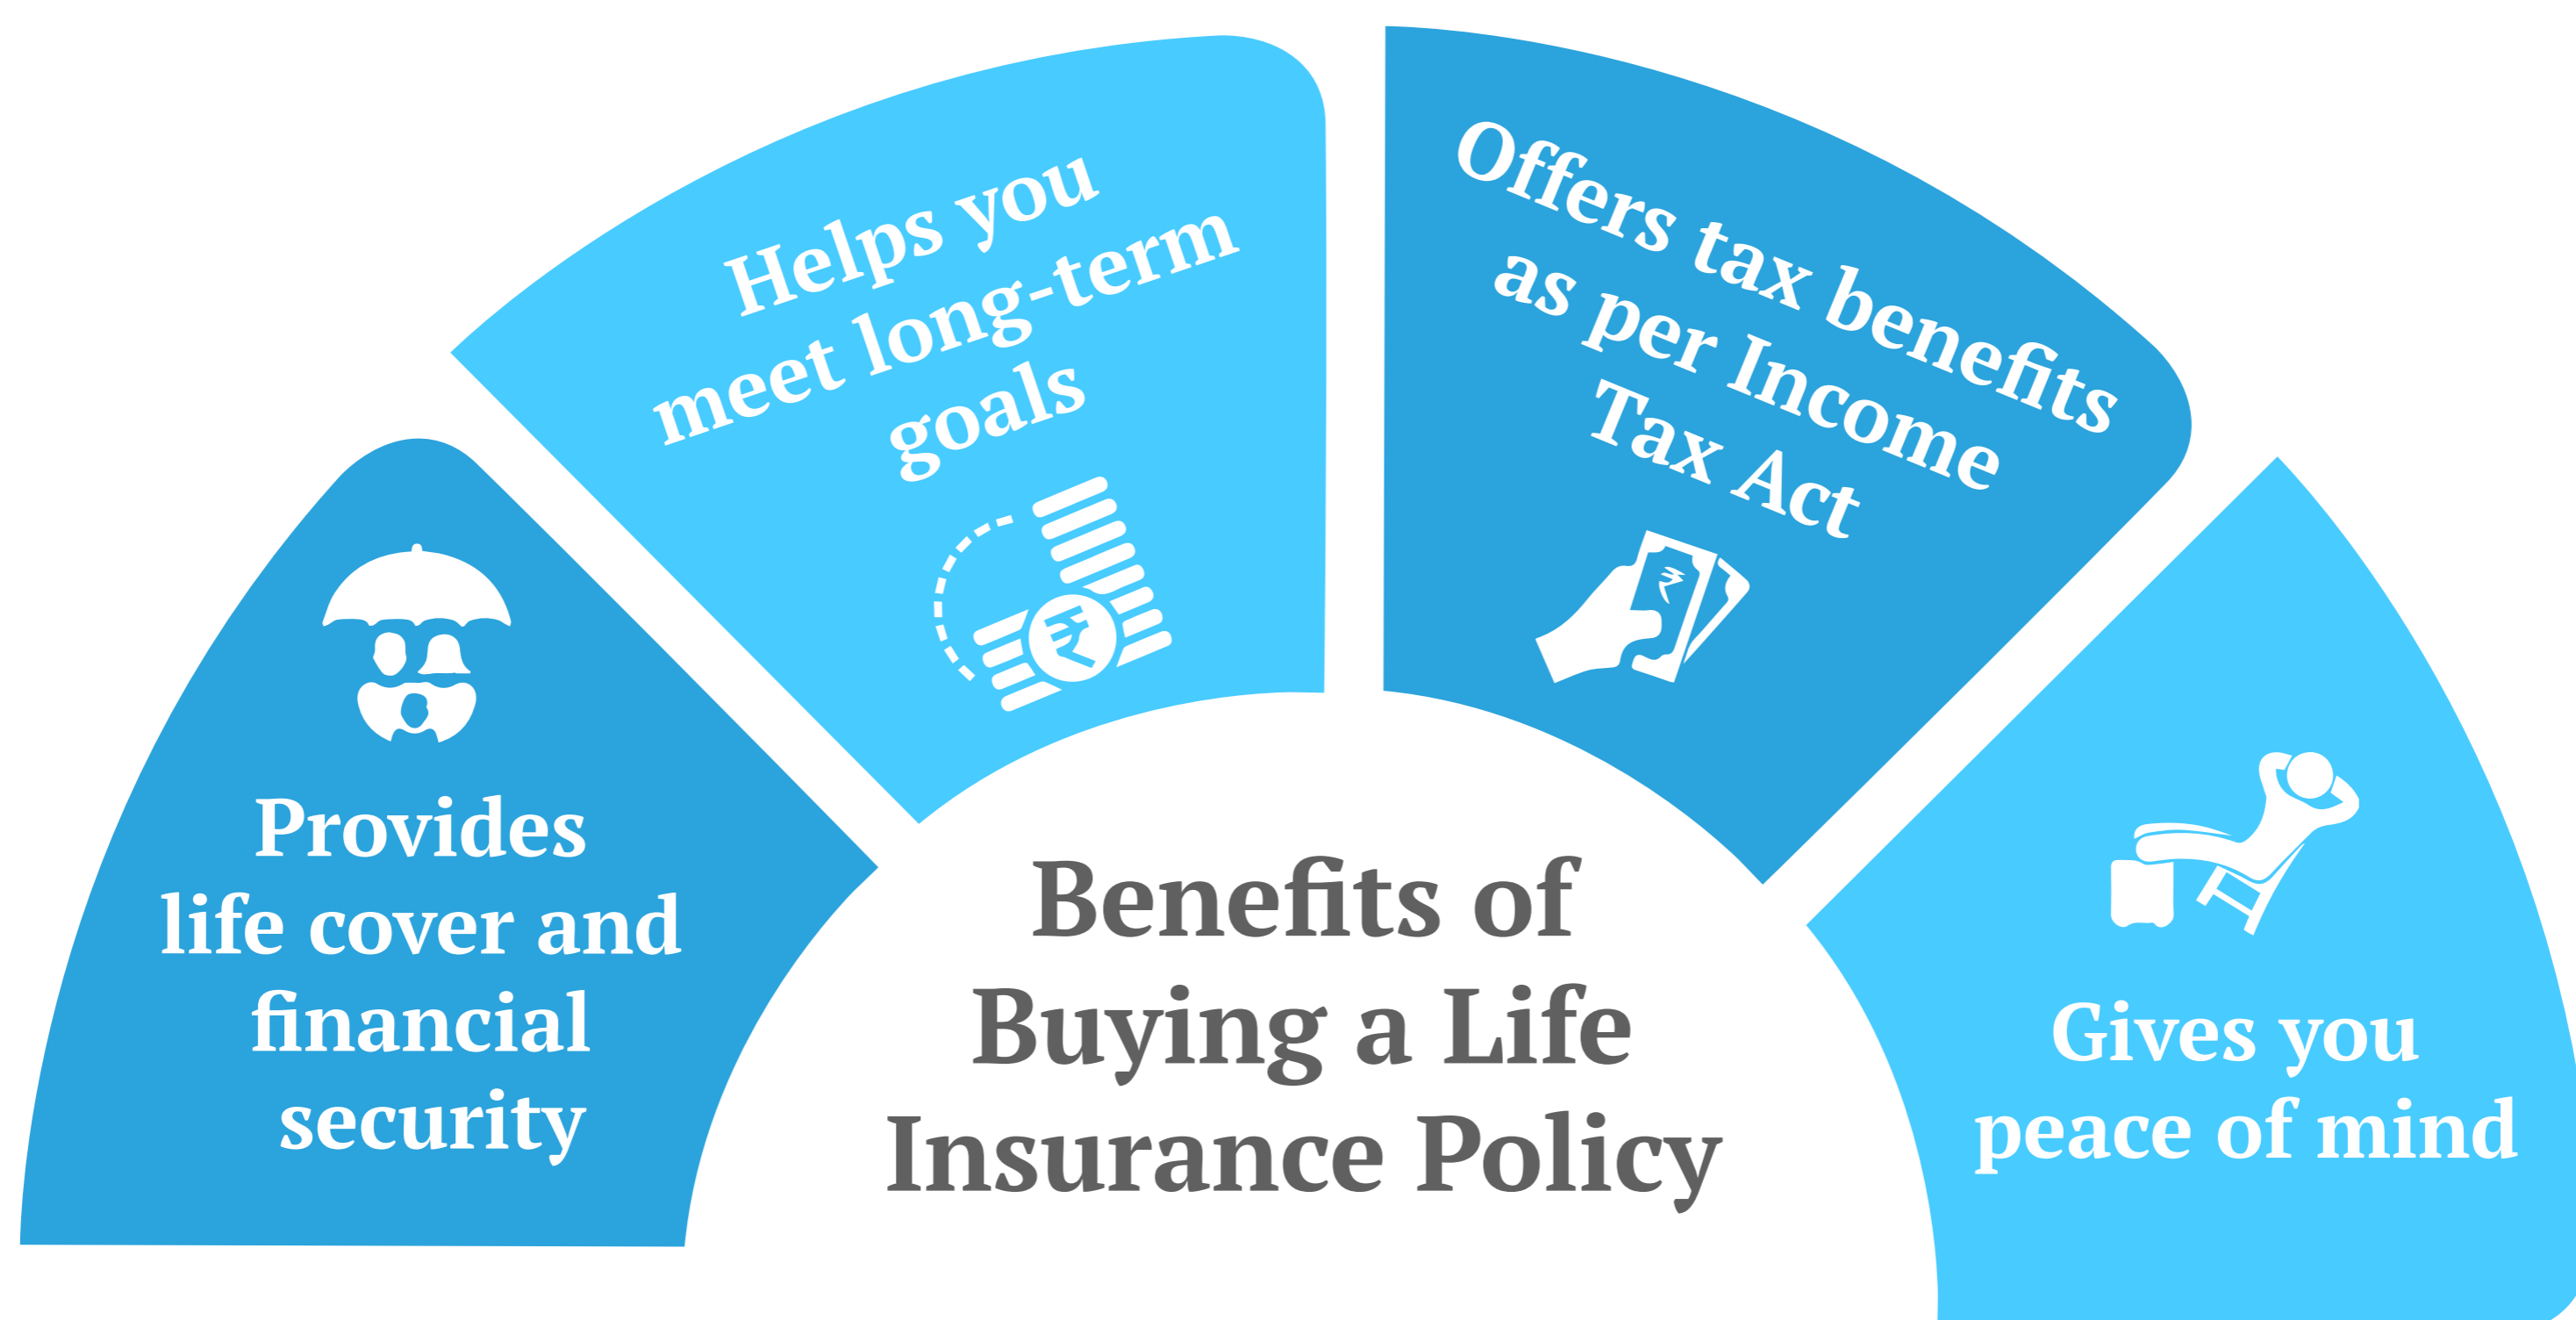 Provides
life cover and
financial
security
Helps you
meet long-term
goals
Offers tax benefits
as per Income
Tax Act
Gives you
peace of mind
Benefits of
Buying a Life
Insurance Policy